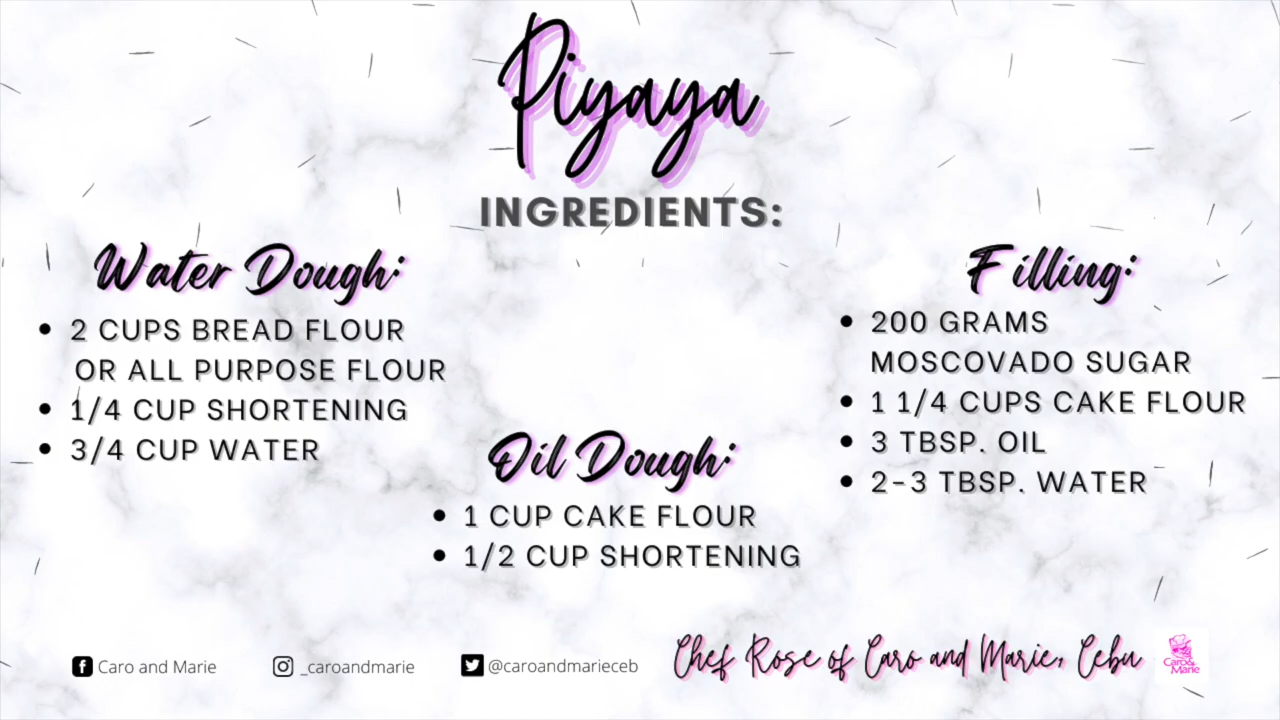 Piyaya
INGREDIENTS:
Water Dough:
• 2 CUPS BREAD FLOUR
OR ALL PURPOSE FLOUR
• 1/4 CUP SHORTENING
• 3/4 CUP WATER
Oil Dough:
• 1 CUP CAKE FLOUR
• 1/2 CUP SHORTENING
Filling:
• 200 GRAMS
MOSCOVADO SUGAR
• 1 1/4 CUPS CAKE FLOUR
• 3 TBSP. OIL
• 2-3 TBSP. WATER
Caro and Marie
_caroandmarie
@caroandmarieceb
Chef Rose of Caro and Marie, Cebu
Caro&
Marie